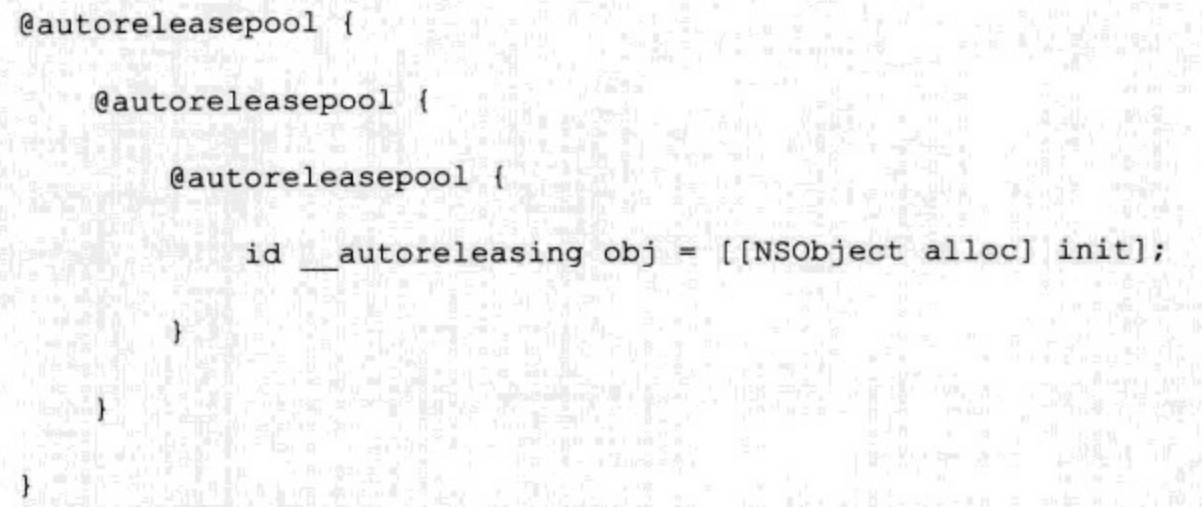 @autoreleasepool {
@autoreleasepool {
@autoreleasepool {
id __autoreleasing obj = [[NSObject alloc] init];
}
}
}